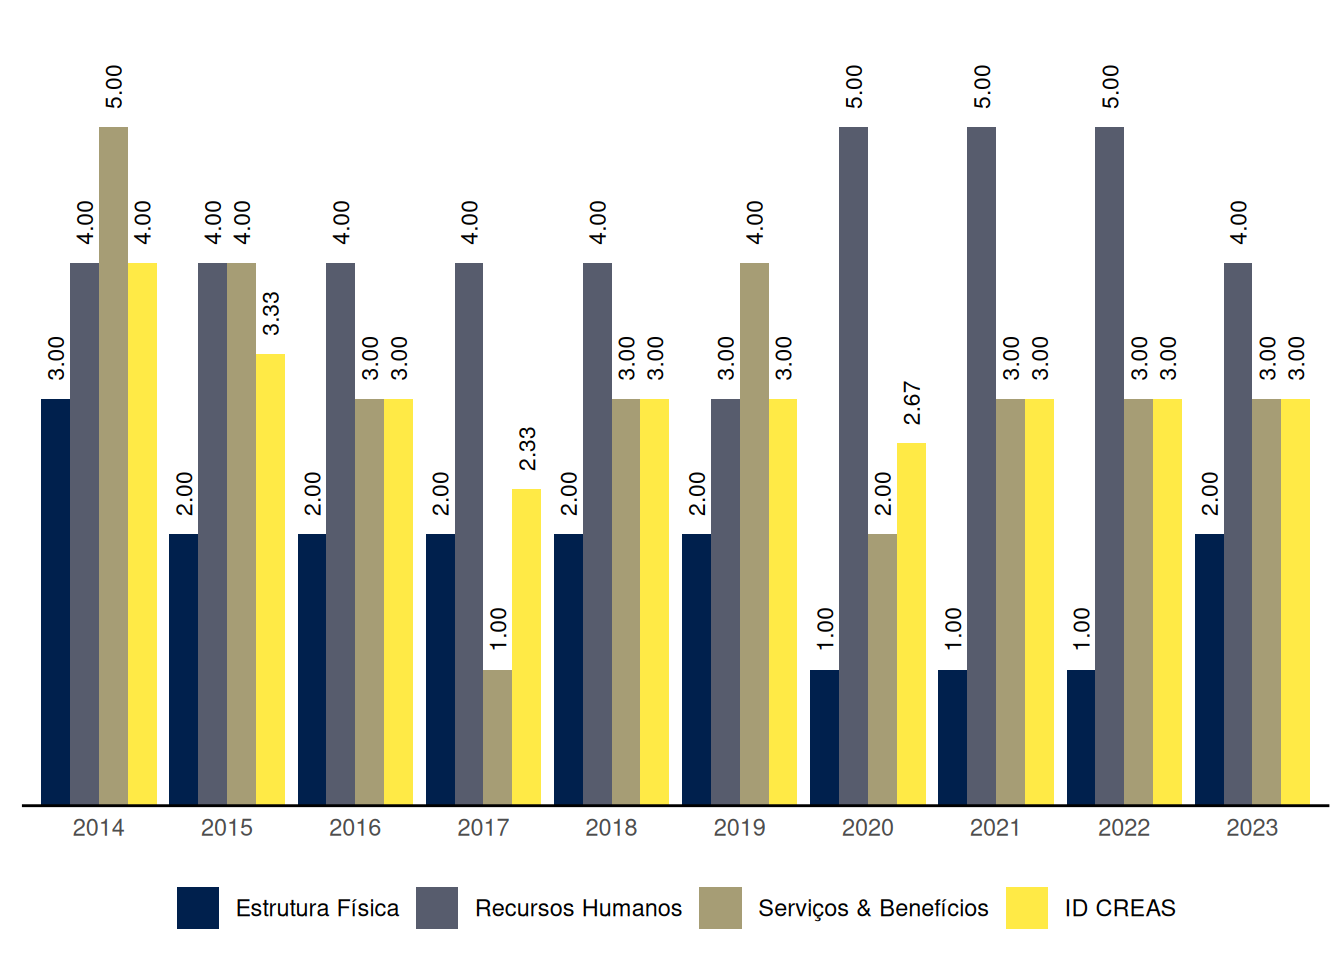 5.00 5.00 5.00 5.00
4.00 4.00 4.00 4.00 4.00 4.00 4.00 4.00 4.00
3.33
3.00 3.00 3.00 3.00 3.00 3.00 3.00 3.00 3.00 3.00 3.00 3.00 3.00
2.67
2.33
2.00 2.00 2.00 2.00 2.00 2.00 2.00
1.00 1.00 1.00 1.00
2014 2015 2016 2017 2018 2019 2020 2021 2022 2023
Estrutura Física Recursos Humanos Serviços & Benefícios ID CREAS